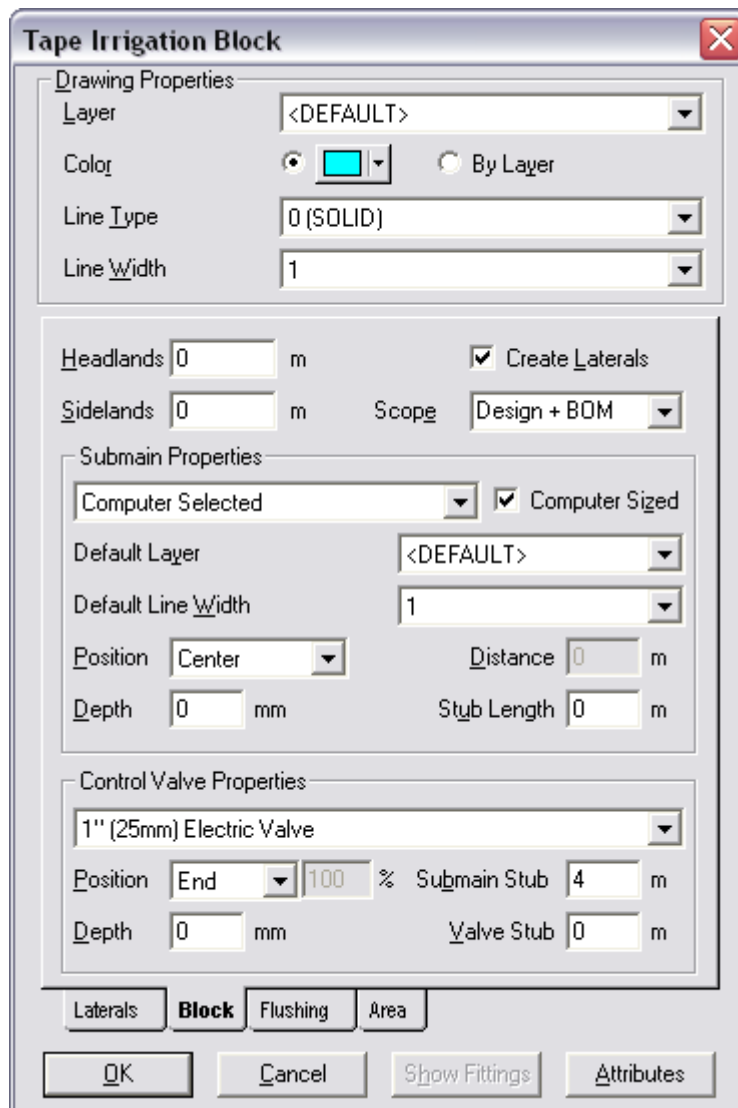 Tape Irrigation Block
Drawing Properties
Layer <DEFAULT>
Color By Layer
Line Type 0 (SOLID)
Line Width 1
Headlands 0 m Create Laterals
Sidelands 0 m Scope Design + BOM
Submain Properties
Computer Selected Computer Sized
Default Layer <DEFAULT>
Default Line Width 1
Position Center Distance 0 m
Depth 0 mm Stub Length 0 m
Control Valve Properties
1" (25mm) Electric Valve
Position End 100 % Submain Stub 4 m
Depth 0 mm Valve Stub 0 m
Laterals Block Flushing Area
OK Cancel Show Fittings Attributes